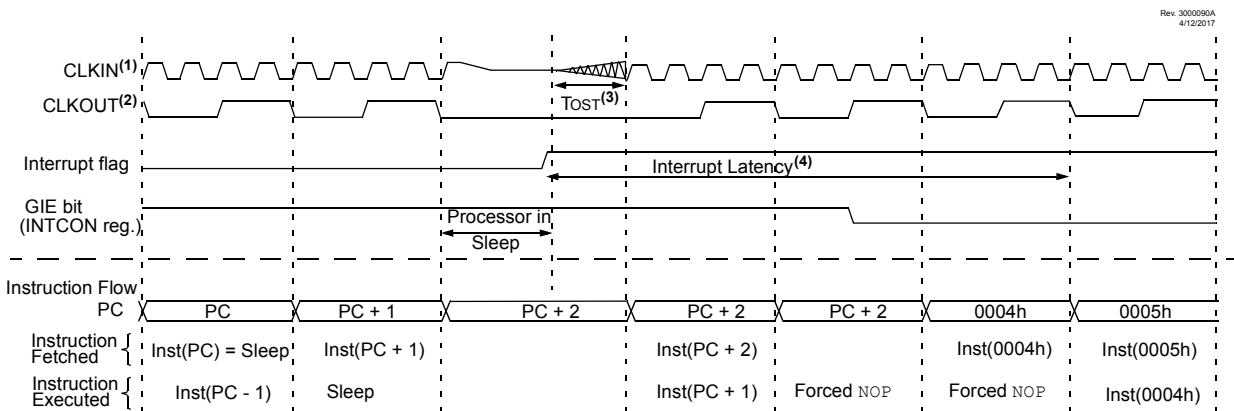 Rev. 3000090A
4/12/2017
CLKIN(1)
CLKOUT(2)
TOST(3)
Interrupt flag
Interrupt Latency(4)
GIE bit
(INTCON reg.)
Processor in
Sleep
Instruction Flow
PC PC PC + 1 PC + 2 PC + 2 PC + 2 0004h 0005h
Instruction
Fetched { Inst(PC) = Sleep Inst(PC + 1) Inst(PC + 2) Inst(0004h) Inst(0005h)
Instruction
Executed { Inst(PC - 1) Sleep Inst(PC + 1) Forced NOP Forced NOP Inst(0004h)